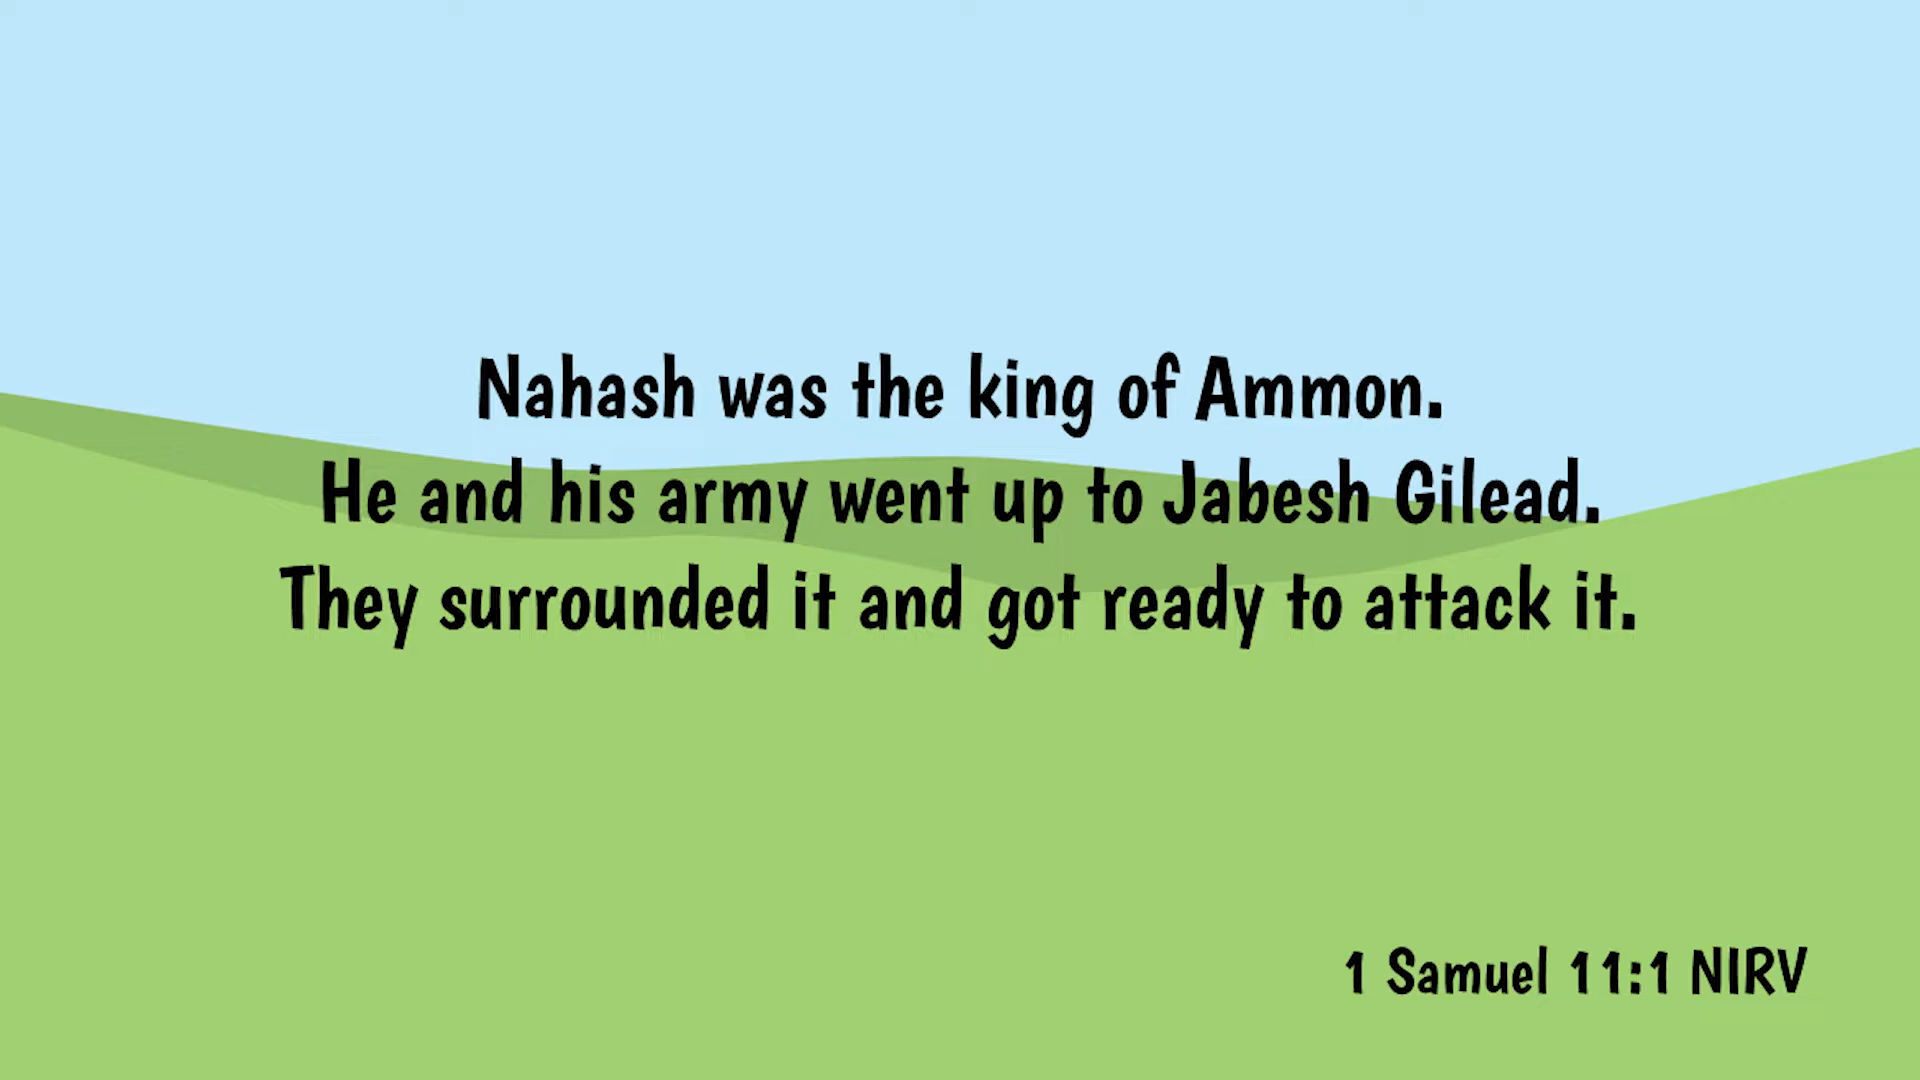 Nahash was the king of Ammon.
He and his army went up to Jabesh Gilead.
They surrounded it and got ready to attack it.
1 Samuel 11:1 NIRV